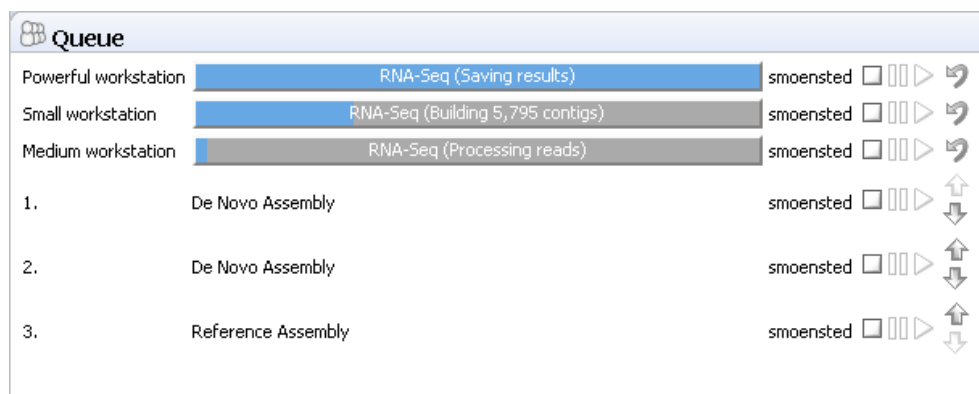 Queue
Powerful workstation RNA-Seq (Saving results) smoensted
Small workstation RNA-Seq (Building 5,795 contigs) smoensted
Medium workstation RNA-Seq (Processing reads) smoensted
1. De Novo Assembly smoensted
2. De Novo Assembly smoensted
3. Reference Assembly smoensted